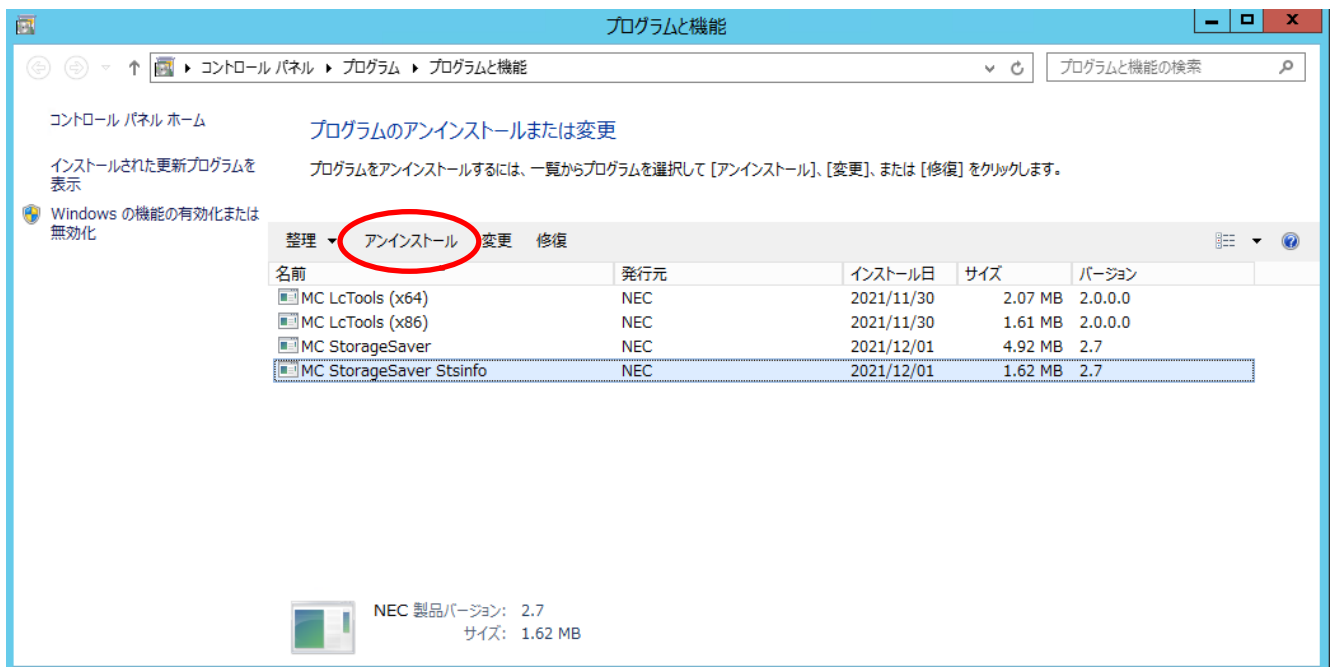 プログラムと機能
コントロール パネル プログラム プログラムと機能
プログラムと機能の検索
コントロール パネル ホーム
インストールされた更新プログラムを
表示
Windows の機能の有効化または
無効化
プログラムのアンインストールまたは変更
プログラムをアンインストールするには、一覧からプログラムを選択して [アンインストール]、[変更]、または [修復] をクリックします。
整理 アンインストール 変更 修復
名前 発行元 インストール日 サイズ バージョン
MC LcTools (x64) NEC 2021/11/30 2.07 MB 2.0.0.0
MC LcTools (x86) NEC 2021/11/30 1.61 MB 2.0.0.0
MC StorageSaver NEC 2021/12/01 4.92 MB 2.7
MC StorageSaver Stsinfo NEC 2021/12/01 1.62 MB 2.7
NEC 製品バージョン: 2.7
サイズ: 1.62 MB